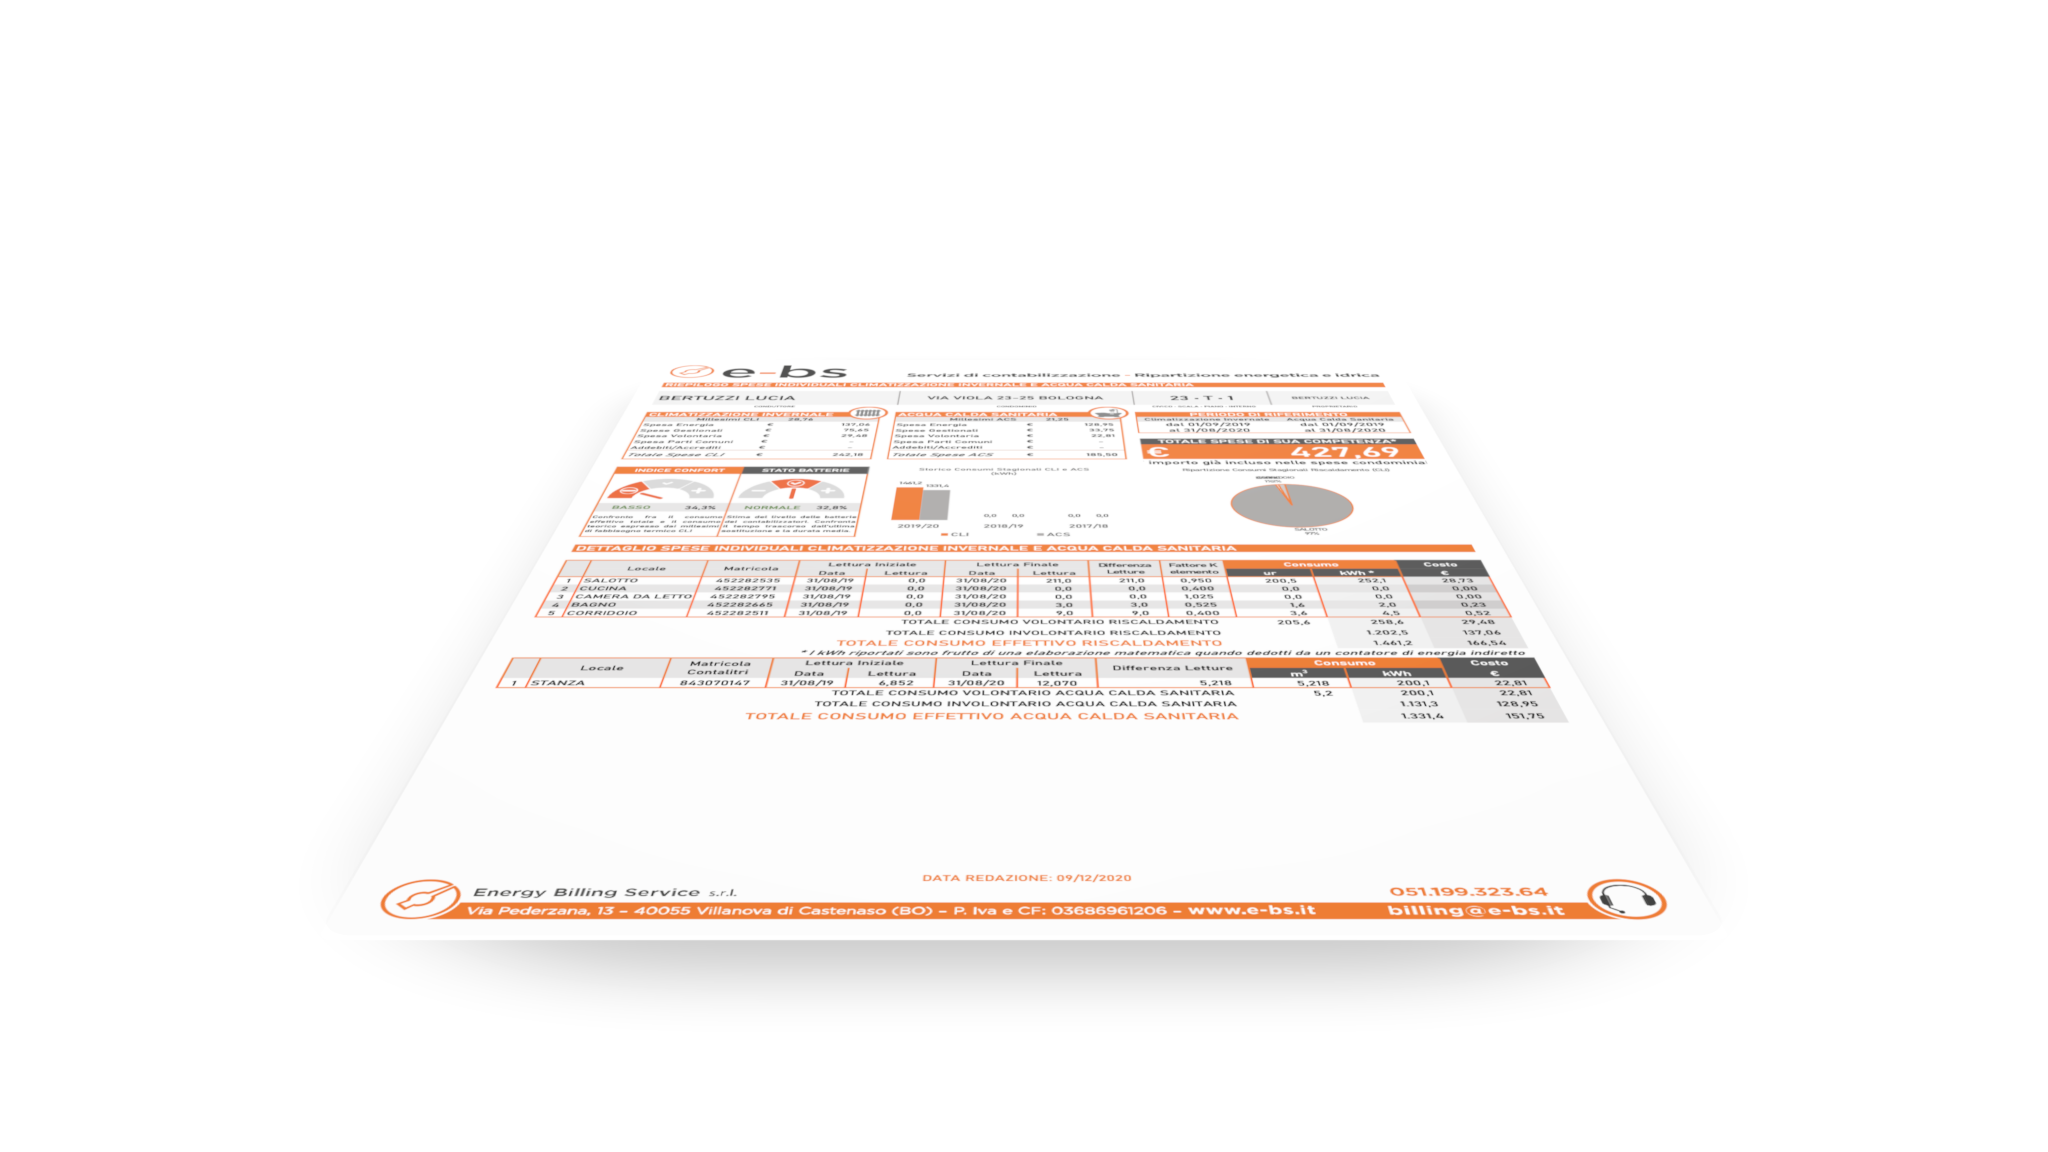 e-bs
Servizi di contabilizzazione - Ripartizione energetica e idrica
RIEPILOGO SPESE INDIVIDUALI CLIMATIZZAZIONE INVERNALE E ACQUA CALDA SANITARIA
BERTUZZI LUCIA VIA VIOLA 23-25 BOLOGNA 23 - T - 1 BERTUZZI LUCIA
CLIMATIZZAZIONE INVERNALE
Millesimi CLI 28,76
Spesa Energia € 137,06
Spesa Gestionali € 75,65
Spesa Volontaria € 29,48
Spesa Parti Comuni € -
Addebiti/Accrediti € -
Totale Spese CLI € 242,18
ACQUA CALDA SANITARIA
Millesimi ACS 21,25
Spesa Energia € 128,95
Spesa Gestionali € 33,75
Spesa Volontaria € 22,81
Spesa Parti Comuni € -
Addebiti/Accrediti € -
Totale Spese ACS € 185,50
PERIODO DI RIFERIMENTO
Climatizzazione Invernale Acqua Calda Sanitaria
dal 01/09/2019 dal 01/09/2019
al 31/08/2020 al 31/08/2020
TOTALE SPESE DI SUA COMPETENZA*
€ 427,69
importo già incluso nelle spese condominia
INDICE CONFORT STATO BATTERIE
BASSO 34,3% NORMALE 32,8%
Confronto fra il consumo
effettivo totale e il consumo
teorico espresso dai millesimi
di fabbisogno termico CLI
Stima del livello delle batterie
dei contabilizzatori. Confronta
il tempo trascorso dall'ultima
sostituzione e la durata media
Storico Consumi Stagionali CLI e ACS
(kWh)
1461,2 1331,4
0,0 0,0 0,0 0,0
2019/20 2018/19 2017/18
CLI ACS
Ripartizione Consumi Stagionali Riscaldamento (CLI)
SALOTTO
97%
DETTAGLIO SPESE INDIVIDUALI CLIMATIZZAZIONE INVERNALE E ACQUA CALDA SANITARIA
Locale Matricola Lettura Iniziale Lettura Finale Differenza Letture Fattore K elemento Consumo Costo
Data Lettura Data Lettura ur kWh * €
1 SALOTTO 452282535 31/08/19 0,0 31/08/20 211,0 211,0 0,950 200,5 252,1 28,73
2 CUCINA 452282771 31/08/19 0,0 31/08/20 0,0 0,0 0,400 0,0 0,0 0,00
3 CAMERA DA LETTO 452282795 31/08/19 0,0 31/08/20 0,0 0,0 1,025 0,0 0,0 0,00
4 BAGNO 452282665 31/08/19 0,0 31/08/20 3,0 3,0 0,525 1,6 2,0 0,23
5 CORRIDOIO 452282511 31/08/19 0,0 31/08/20 9,0 9,0 0,400 3,6 4,5 0,52
TOTALE CONSUMO VOLONTARIO RISCALDAMENTO 205,6 258,6 29,48
TOTALE CONSUMO INVOLONTARIO RISCALDAMENTO 1.202,5 137,06
TOTALE CONSUMO EFFETTIVO RISCALDAMENTO 1.461,2 166,54
* I kWh riportati sono frutto di una elaborazione matematica quando dedotti da un contatore di energia indiretto
Locale Matricola Contalitri Lettura Iniziale Lettura Finale Differenza Letture Consumo Costo
Data Lettura Data Lettura m³ kWh €
1 STANZA 843070147 31/08/19 6,852 31/08/20 12,070 5,218 5,218 200,1 22,81
TOTALE CONSUMO VOLONTARIO ACQUA CALDA SANITARIA 5,2 200,1 22,81
TOTALE CONSUMO INVOLONTARIO ACQUA CALDA SANITARIA 1.131,3 128,95
TOTALE CONSUMO EFFETTIVO ACQUA CALDA SANITARIA 1.331,4 151,75
DATA REDAZIONE: 09/12/2020
Energy Billing Service s.r.l. 051.199.323.64
Via Pederzana, 13 - 40055 Villanova di Castenaso (BO) - P. Iva e CF: 03686961206 - www.e-bs.it billing@e-bs.it